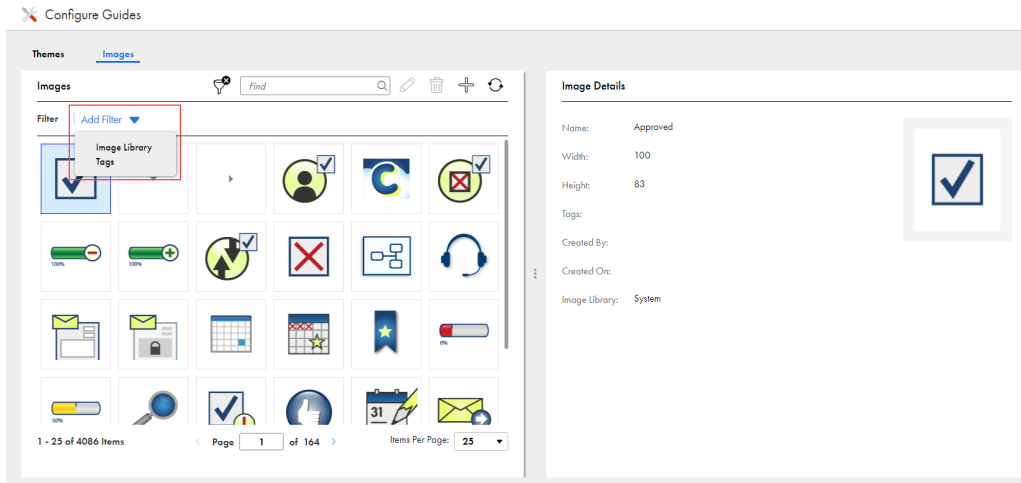 Configure Guides
Themes Images
Images Find
Filter Add Filter
Image Library
Tags
C
100% 100%
0%
50% 31
1 - 25 of 4086 Items Page 1 of 164 Items Per Page: 25
Image Details
Name: Approved
Width: 100
Height: 83
Tags:
Created By:
Created On:
Image Library: System